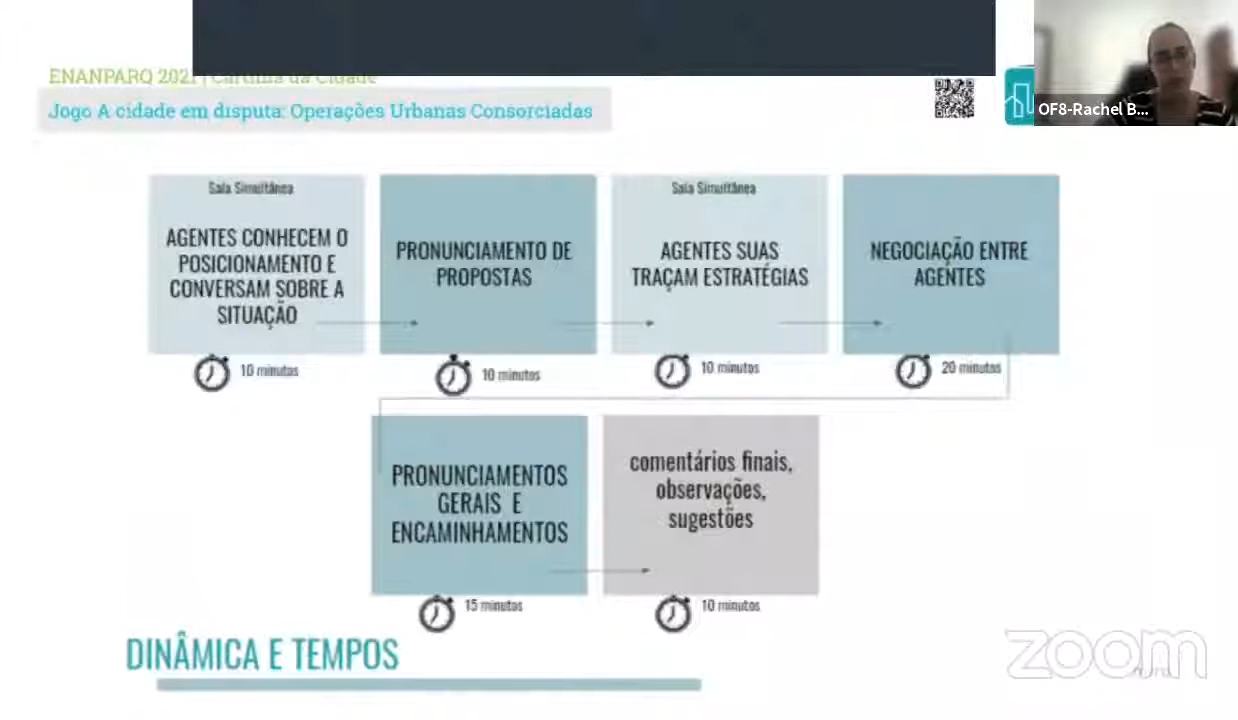 ENANPARQ 2021 | Cartilha da Cidade
Jogo A cidade em disputa: Operações Urbanas Consorciadas
OF8-Rachel B...
Sala Simultânea
AGENTES CONHECEM O
POSICIONAMENTO E
CONVERSAM SOBRE A
SITUAÇÃO
10 minutos
PRONUNCIAMENTO DE
PROPOSTAS
10 minutos
Sala Simultânea
AGENTES SUAS
TRAÇAM ESTRATÉGIAS
10 minutos
NEGOCIAÇÃO ENTRE
AGENTES
20 minutos
PRONUNCIAMENTOS
GERAIS E
ENCAMINHAMENTOS
15 minutos
comentários finais,
observações,
sugestões
10 minutos
DINÂMICA E TEMPOS
zoom